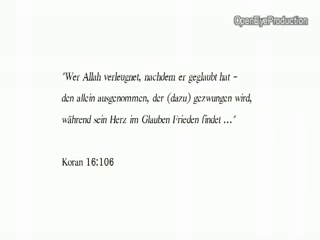 OpenEyeProduction
"Wer Allah verleugnet, nachdem er geglaubt hat -
den allein ausgenommen, der (dazu) gezwungen wird,
während sein Herz im Glauben Frieden findet ..."
Koran 16:106